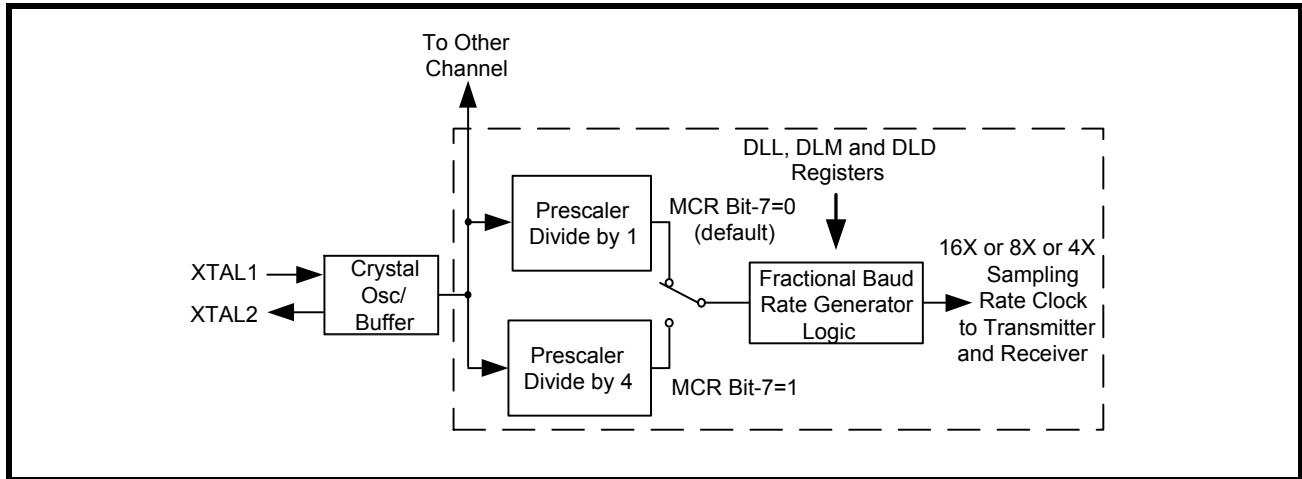 To Other
Channel
DLL, DLM and DLD
Registers
Prescaler
Divide by 1
MCR Bit-7=0
(default)
16X or 8X or 4X
Sampling
Rate Clock
to Transmitter
and Receiver
XTAL1
XTAL2
Crystal
Osc/
Buffer
Fractional Baud
Rate Generator
Logic
Prescaler
Divide by 4
MCR Bit-7=1